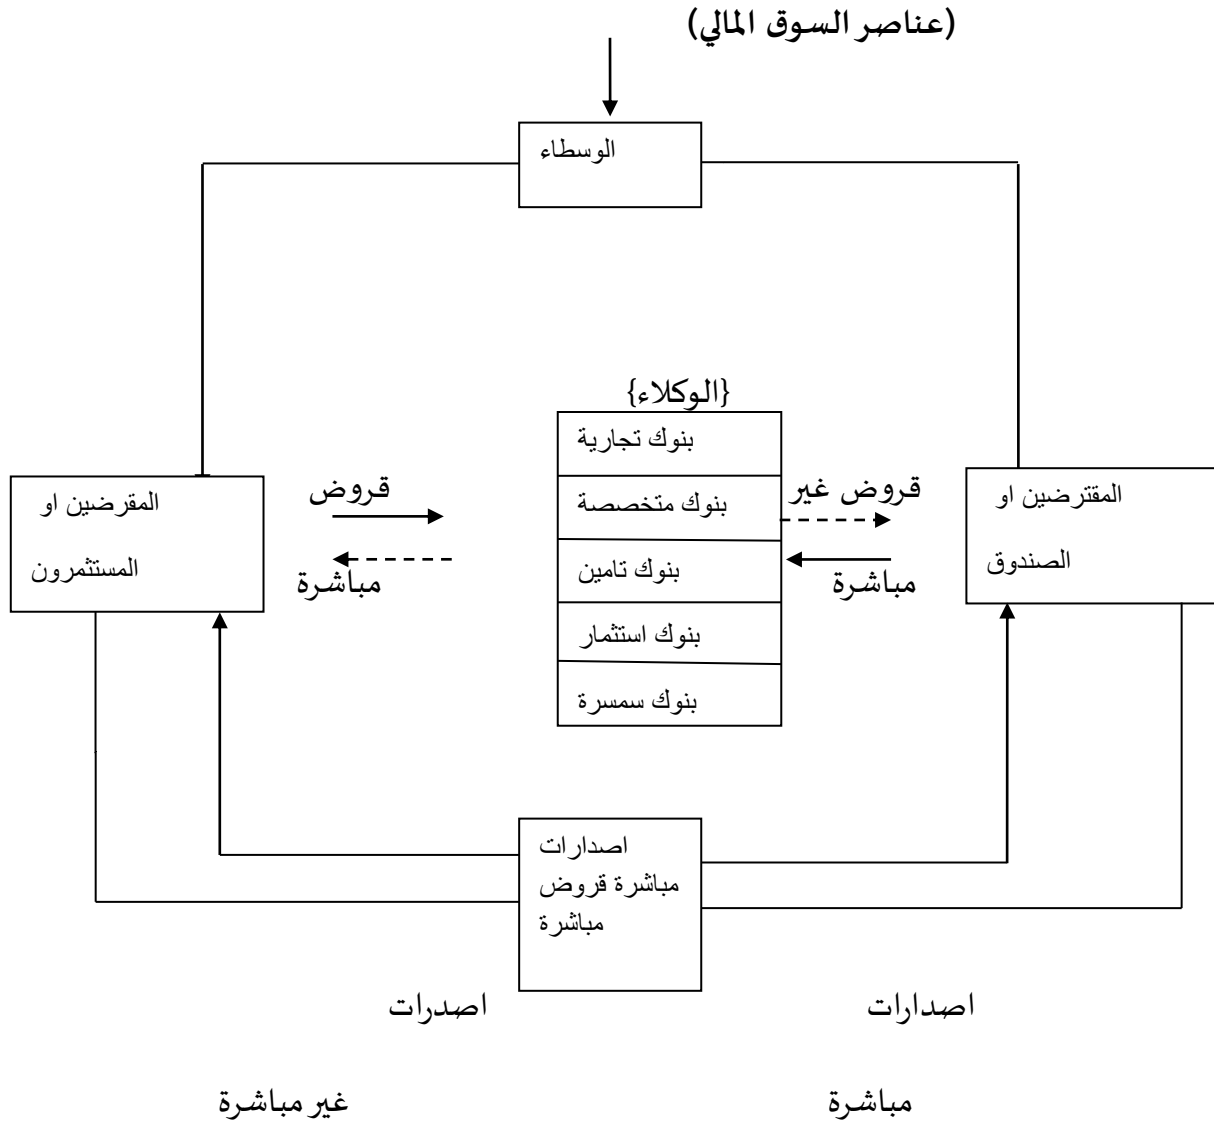 (عناصر السوق المالي)
الوسطاء
{الوكلاء}
بنوك تجارية
المقترضين او
الصندوق
قروض غير
مباشرة
بنوك متخصصة
بنوك تامين
بنوك استثمار
بنوك سمسرة
قروض
مباشرة
المقرضين او
المستثمرون
اصدارات
مباشرة قروض
مباشرة
اصدارات
اصدرات
مباشرة
غير مباشرة